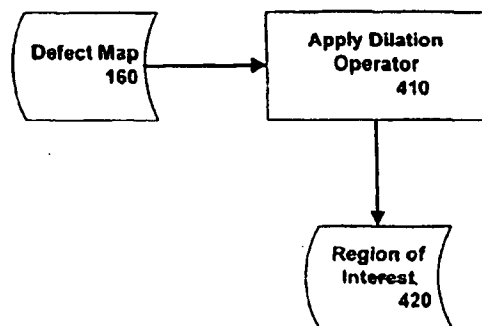 Defect Map
160
Apply Dilation
Operator
410
Region of
Interest
420